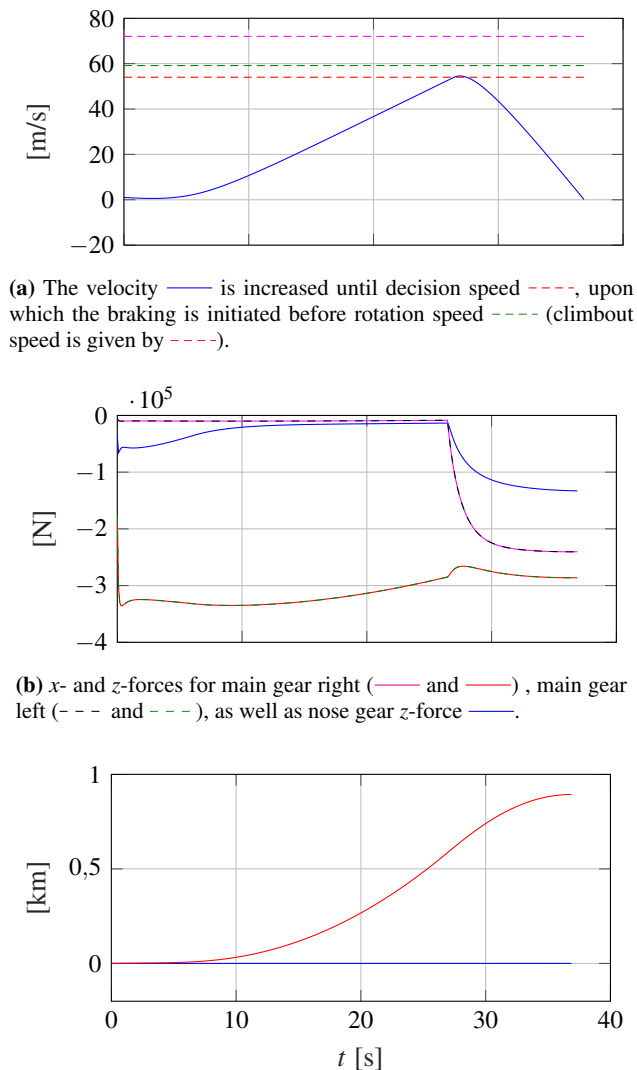 80
60
40
20
0
−20
[m/s]
(a) The velocity —— is increased until decision speed ----, upon
which the braking is initiated before rotation speed ---- (climbout
speed is given by ----).
· 10⁵
0
−1
−2
−3
−4
[N]
(b) x- and z-forces for main gear right (—— and ——) , main gear
left (--- and ---), as well as nose gear z-force ——.
1
0,5
0
[km]
0 10 20 30 40
t [s]